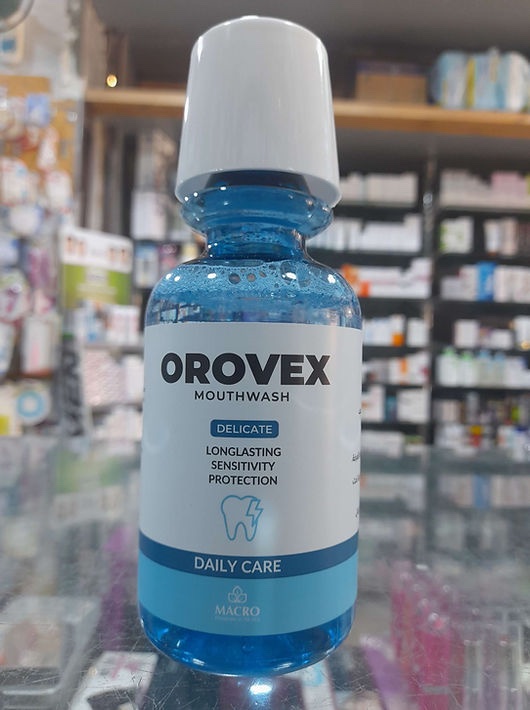 OROVEX
MOUTHWASH
DELICATE
LONGLASTING
SENSITIVITY
PROTECTION
DAILY CARE
MACRO